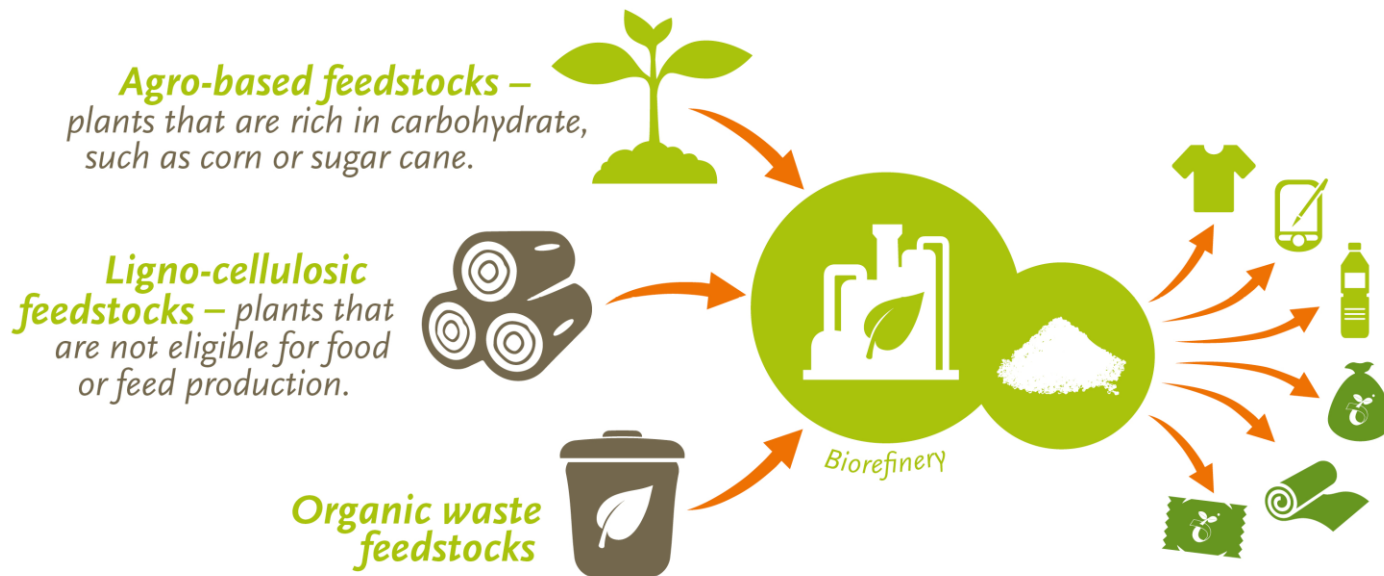 Agro-based feedstocks –
plants that are rich in carbohydrate,
such as corn or sugar cane.
Ligno-cellulosic
feedstocks – plants that
are not eligible for food
or feed production.
Organic waste
feedstocks
Biorefinery